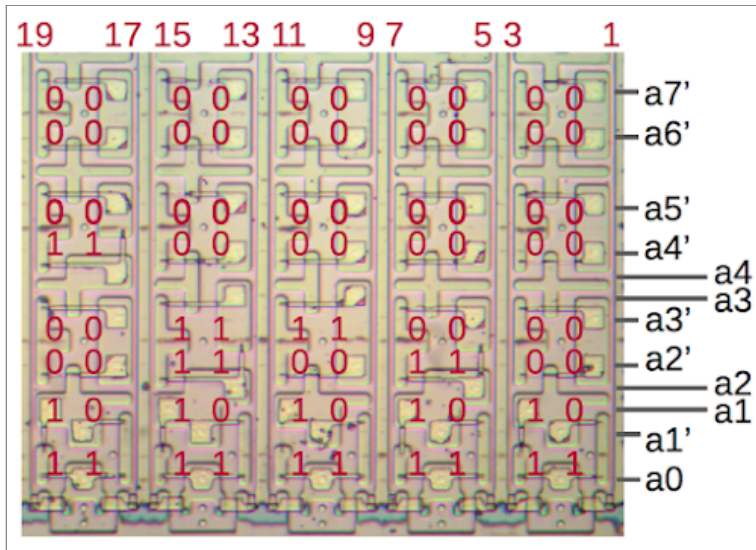 19 17 15 13 11 9 7 5 3 1
0 0 0 0 0 0 0 0 0 0 a7’
0 0 0 0 0 0 0 0 0 0 a6’
0 0 0 0 0 0 0 0 0 0 a5’
1 1 0 0 0 0 0 0 0 0 a4’
a4
a3
0 0 1 1 1 1 0 0 0 0 a3’
0 0 1 1 0 0 1 1 0 0 a2’
a2
1 0 1 0 1 0 1 0 1 0 a1
a1’
1 1 1 1 1 1 1 1 1 1 a0